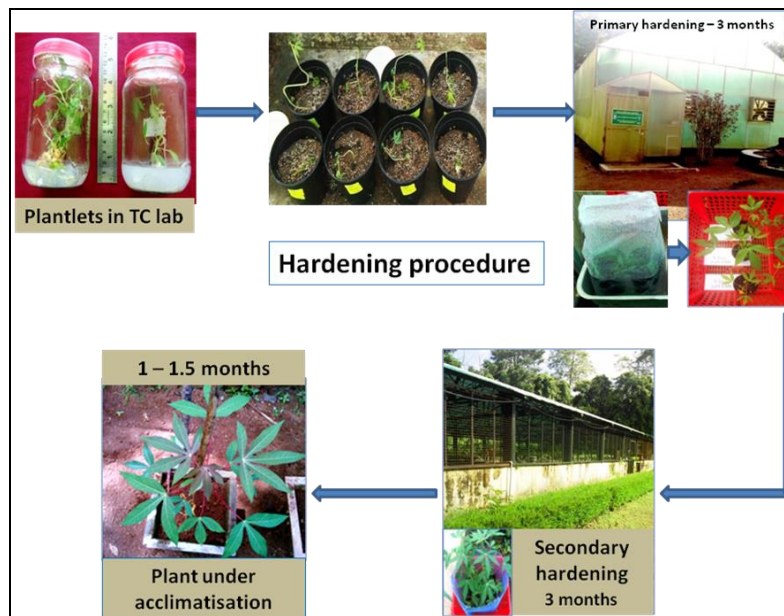 Primary hardening – 3 months
Plantlets in TC lab
Hardening procedure
1 – 1.5 months
Plant under
acclimatisation
Secondary
hardening
3 months